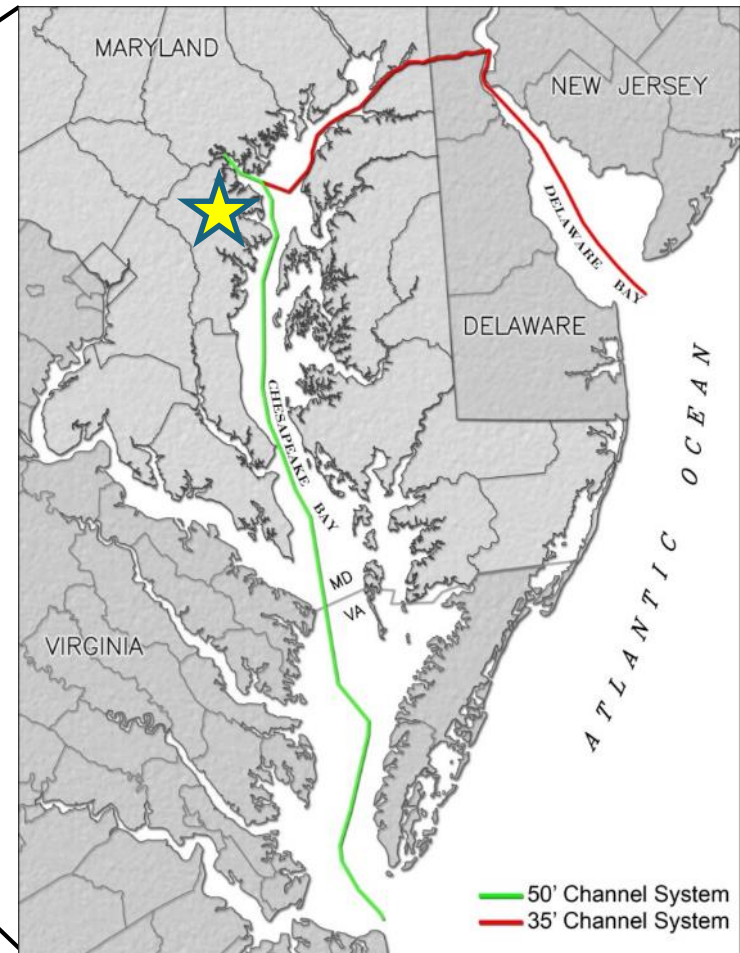 MARYLAND
NEW JERSEY
DELAWARE BAY
DELAWARE
ATLANTIC OCEAN
CHESAPEAKE BAY
MD
VA
VIRGINIA
50' Channel System
35' Channel System